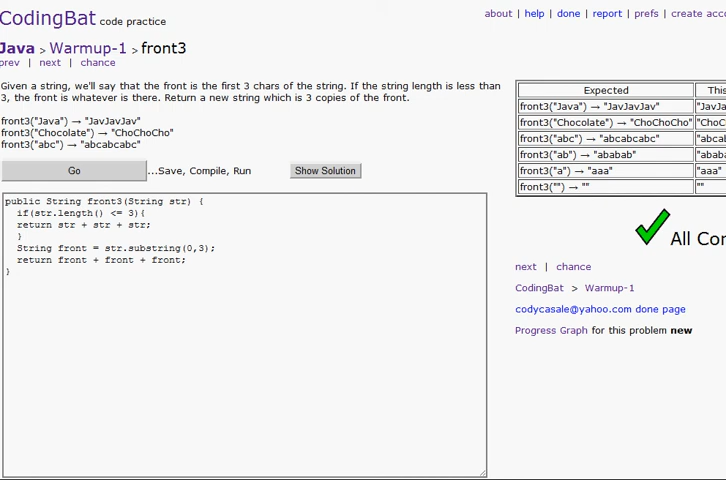 CodingBat code practice
about | help | done | report | prefs | create acc
Java > Warmup-1 > front3
prev | next | chance
Given a string, we'll say that the front is the first 3 chars of the string. If the string length is less than
3, the front is whatever is there. Return a new string which is 3 copies of the front.
front3("Java") → "JavJavJav"
front3("Chocolate") → "ChoChoCho"
front3("abc") → "abcabcabc"
Go ...Save, Compile, Run Show Solution
public String front3(String str) {
if(str.length() <= 3){
return str + str + str;
}
String front = str.substring(0,3);
return front + front + front;
}
Expected This
front3("Java") → "JavJavJav" "JavJa
front3("Chocolate") → "ChoChoCho" "ChoC
front3("abc") → "abcabcabc" "abcal
front3("ab") → "ababab" "ababa
front3("a") → "aaa" "aaa"
front3("") → "" ""
All Cor
next | chance
CodingBat > Warmup-1
codycasale@yahoo.com done page
Progress Graph for this problem new